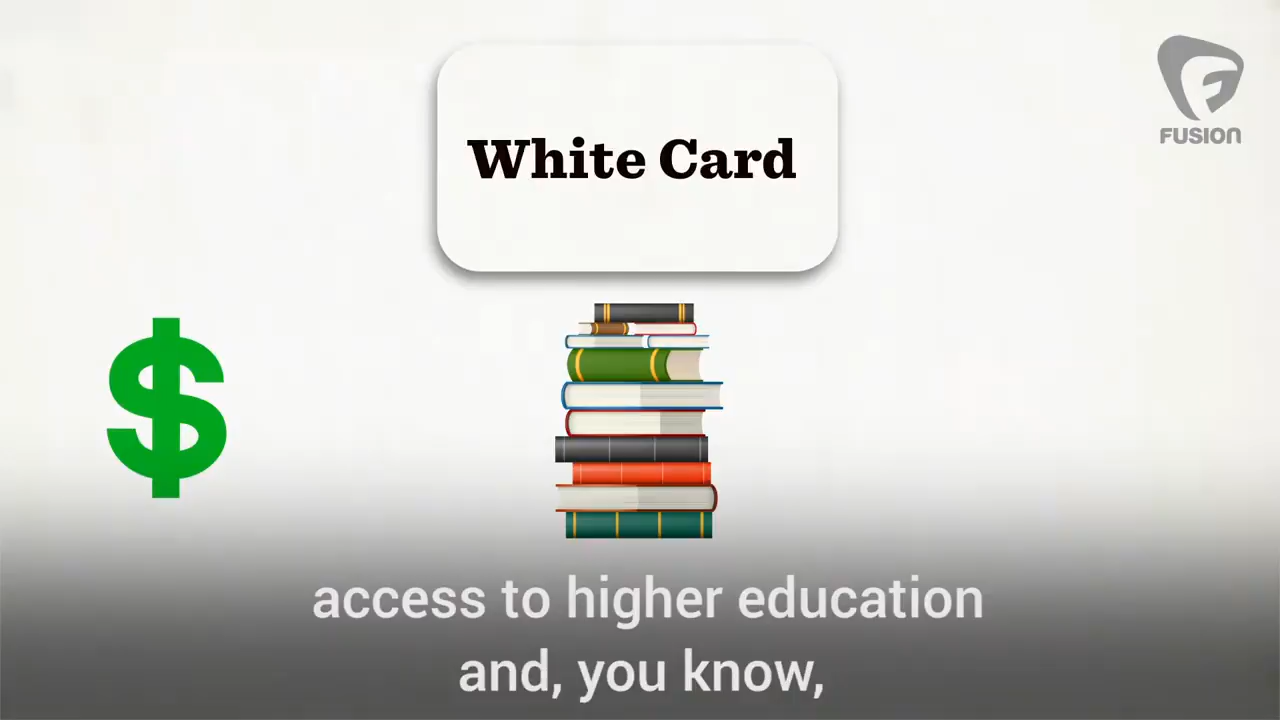 White Card
FUSION
$
access to higher education
and, you know,